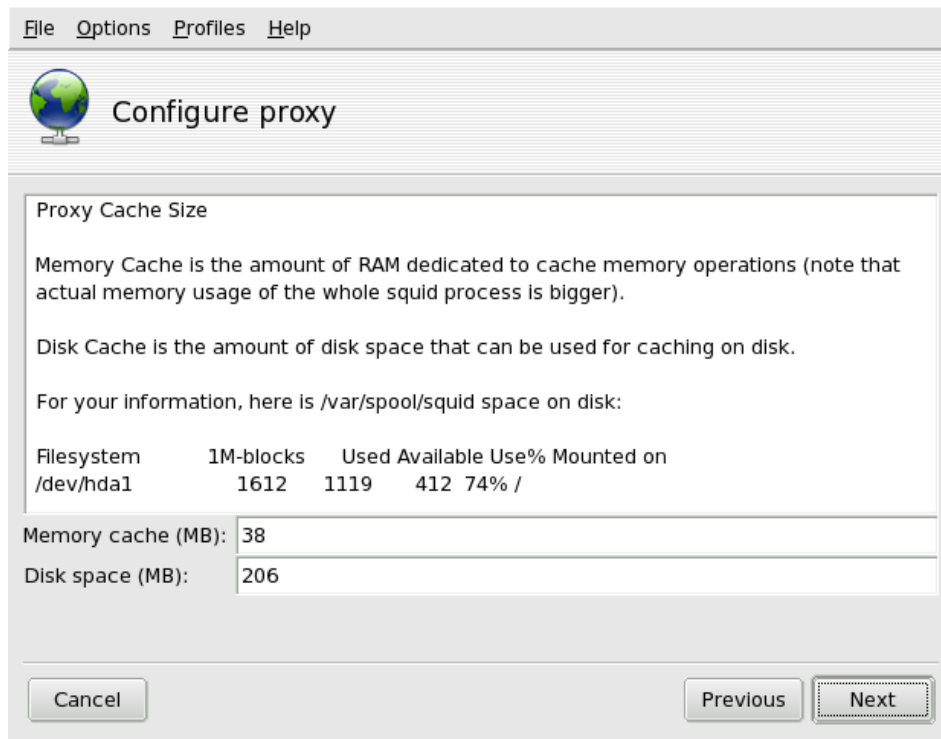 File Options Profiles Help
Configure proxy
Proxy Cache Size
Memory Cache is the amount of RAM dedicated to cache memory operations (note that
actual memory usage of the whole squid process is bigger).
Disk Cache is the amount of disk space that can be used for caching on disk.
For your information, here is /var/spool/squid space on disk:
Filesystem 1M-blocks Used Available Use% Mounted on
/dev/hda1 1612 1119 412 74% /
Memory cache (MB): 38
Disk space (MB): 206
Cancel Previous Next